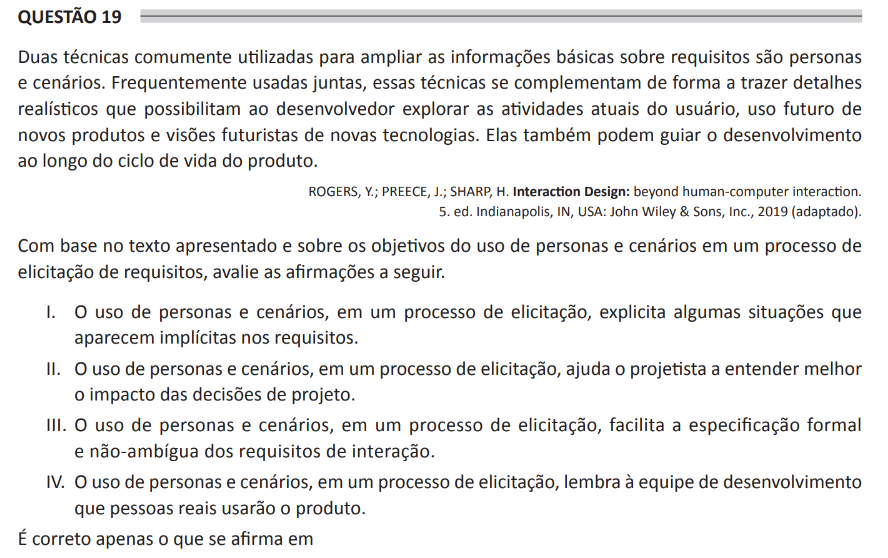 QUESTÃO 19
Duas técnicas comumente utilizadas para ampliar as informações básicas sobre requisitos são personas
e cenários. Frequentemente usadas juntas, essas técnicas se complementam de forma a trazer detalhes
realísticos que possibilitam ao desenvolvedor explorar as atividades atuais do usuário, uso futuro de
novos produtos e visões futuristas de novas tecnologias. Elas também podem guiar o desenvolvimento
ao longo do ciclo de vida do produto.
ROGERS, Y.; PREECE, J.; SHARP, H. Interaction Design: beyond human-computer interaction.
5. ed. Indianapolis, IN, USA: John Wiley & Sons, Inc., 2019 (adaptado).
Com base no texto apresentado e sobre os objetivos do uso de personas e cenários em um processo de
elicitação de requisitos, avalie as afirmações a seguir.
I. O uso de personas e cenários, em um processo de elicitação, explicita algumas situações que
aparecem implícitas nos requisitos.
II. O uso de personas e cenários, em um processo de elicitação, ajuda o projetista a entender melhor
o impacto das decisões de projeto.
III. O uso de personas e cenários, em um processo de elicitação, facilita a especificação formal
e não-ambígua dos requisitos de interação.
IV. O uso de personas e cenários, em um processo de elicitação, lembra à equipe de desenvolvimento
que pessoas reais usarão o produto.
É correto apenas o que se afirma em